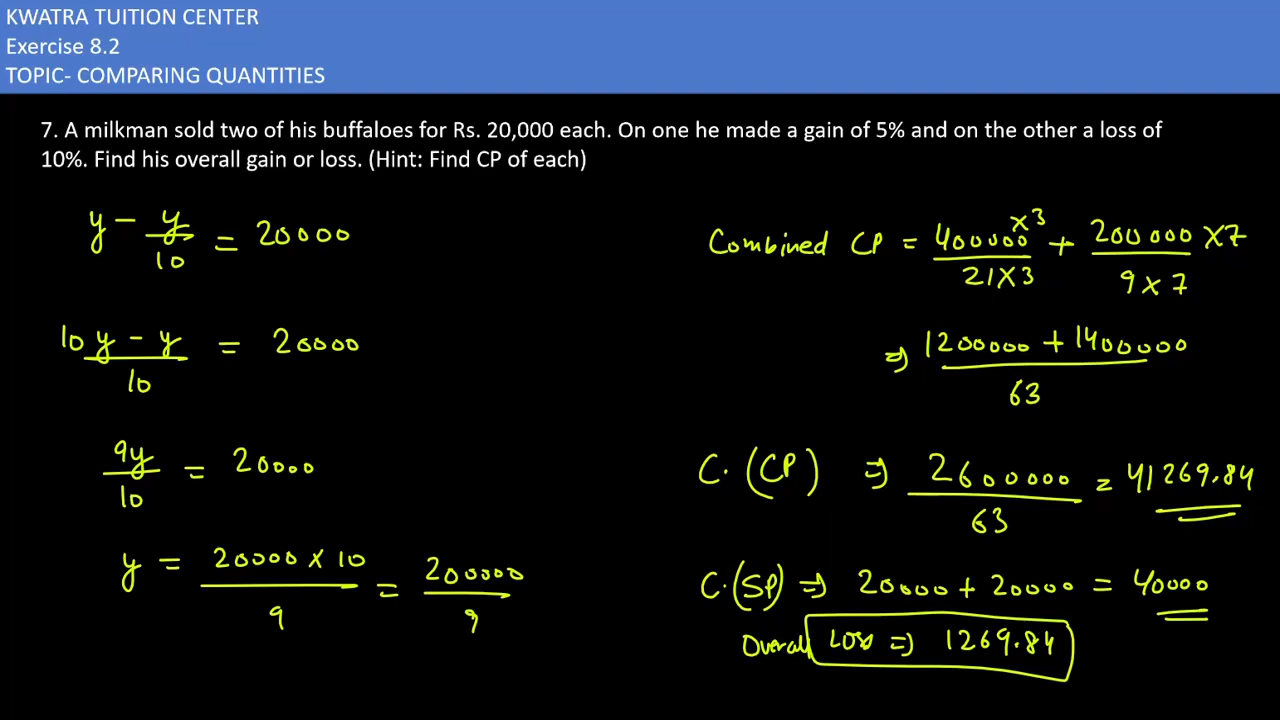 KWATRA TUITION CENTER
Exercise 8.2
TOPIC- COMPARING QUANTITIES
7. A milkman sold two of his buffaloes for Rs. 20,000 each. On one he made a gain of 5% and on the other a loss of
10%. Find his overall gain or loss. (Hint: Find CP of each)
y - y/10 = 20000
10y - y/10 = 20000
9y/10 = 20000
y = 20000 x 10/9 = 200000/9
Combined CP = 400000 x 3/21 x 3 + 200000 x 7/9 x 7
⇒ 1200000 + 1400000/63
C. (CP) ⇒ 2600000/63 = 41269.84
C. (SP) ⇒ 20000 + 20000 = 40000
Overall Loss ⇒ 1269.84